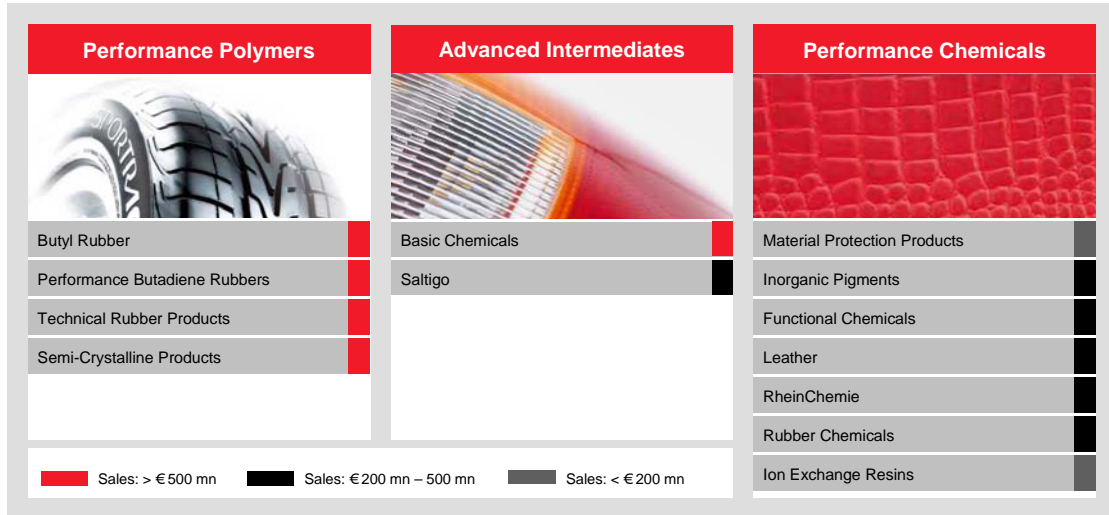 Performance Polymers
SPORTRAC
Butyl Rubber
Performance Butadiene Rubbers
Technical Rubber Products
Semi-Crystalline Products
Advanced Intermediates
Basic Chemicals
Saltigo
Performance Chemicals
Material Protection Products
Inorganic Pigments
Functional Chemicals
Leather
RheinChemie
Rubber Chemicals
Ion Exchange Resins
Sales: > €500 mn
Sales: €200 mn – 500 mn
Sales: < €200 mn